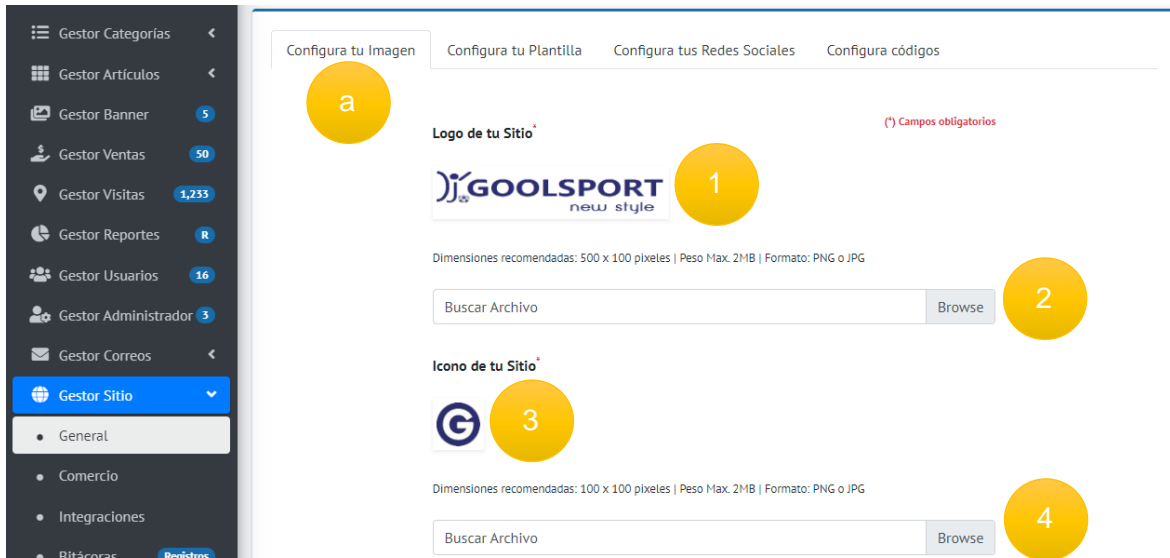 Gestor Categorías
Gestor Artículos
Gestor Banner 5
Gestor Ventas 50
Gestor Visitas 1,233
Gestor Reportes R
Gestor Usuarios 16
Gestor Administrador 3
Gestor Correos
Gestor Sitio
General
Comercio
Integraciones
Bitácoras Registros
Configura tu Imagen Configura tu Plantilla Configura tus Redes Sociales Configura códigos
a
(*) Campos obligatorios
Logo de tu Sitio*
GOOLSPORT
new style
1
Dimensiones recomendadas: 500 x 100 pixeles | Peso Max. 2MB | Formato: PNG o JPG
Buscar Archivo Browse
2
Icono de tu Sitio*
G
3
Dimensiones recomendadas: 100 x 100 pixeles | Peso Max. 2MB | Formato: PNG o JPG
Buscar Archivo Browse
4